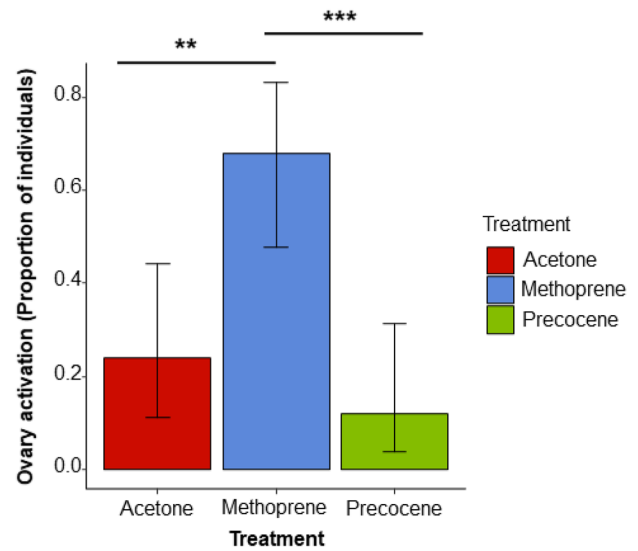 ***
**
Ovary activation (Proportion of individuals)
0.8
0.6
0.4
0.2
0.0
Acetone
Methoprene
Precocene
Treatment
Treatment
Acetone
Methoprene
Precocene